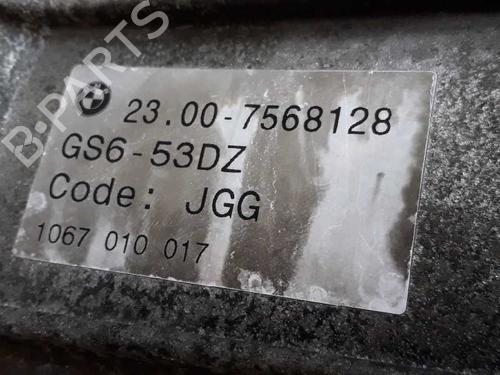 B-PARTS
23.00-7568128
GS6-53DZ
Code: JGG
1067 010 017